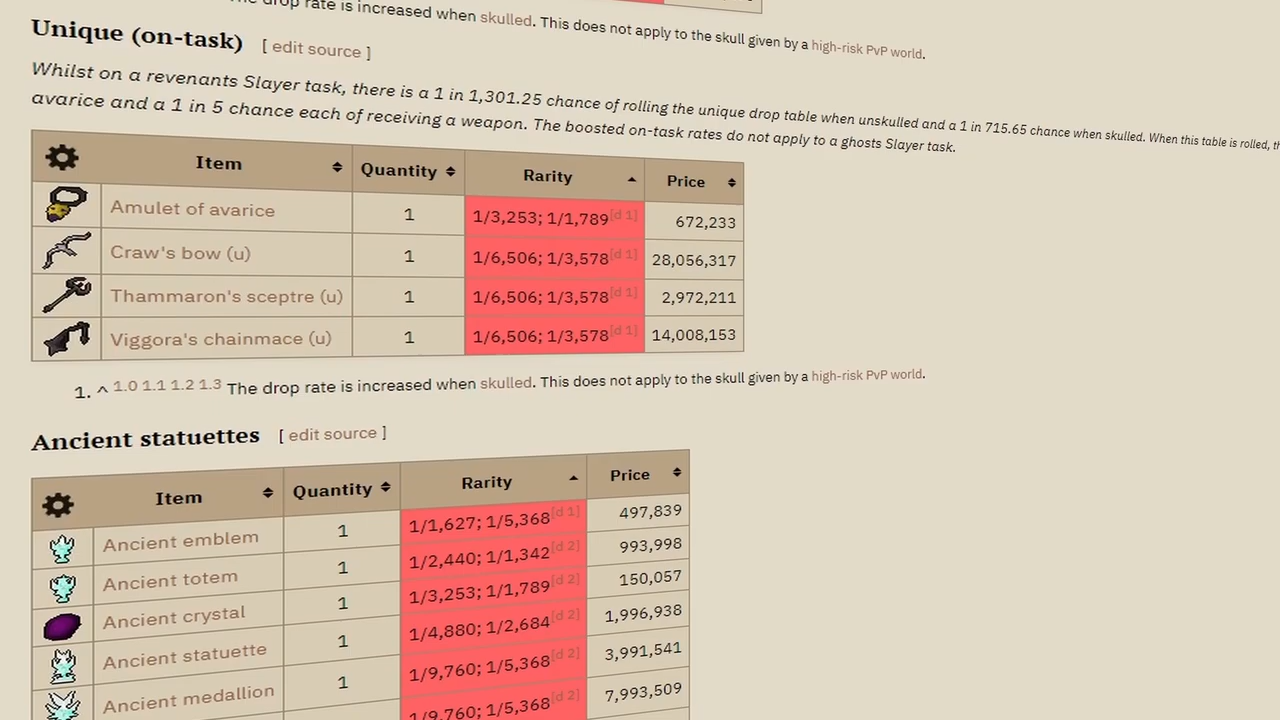 The drop rate is increased when skulled. This does not apply to the skull given by a high-risk PvP world.
Unique (on-task) [ edit source ]
Whilst on a revenants Slayer task, there is a 1 in 1,301.25 chance of rolling the unique drop table when unskulled and a 1 in 715.65 chance when skulled. When this table is rolled,
avarice and a 1 in 5 chance each of receiving a weapon. The boosted on-task rates do not apply to a ghosts Slayer task.
Item Quantity Rarity Price
Amulet of avarice 1 1/3,253; 1/1,789[d 1] 672,233
Craw's bow (u) 1 1/6,506; 1/3,578[d 1] 28,056,317
Thammaron's sceptre (u) 1 1/6,506; 1/3,578[d 1] 2,972,211
Viggora's chainmace (u) 1 1/6,506; 1/3,578[d 1] 14,008,153
1. ^ 1.0 1.1 1.2 1.3 The drop rate is increased when skulled. This does not apply to the skull given by a high-risk PvP world.
Ancient statuettes [ edit source ]
Item Quantity Rarity Price
Ancient emblem 1 1/1,627; 1/5,368[d 1] 497,839
Ancient totem 1 1/2,440; 1/1,342[d 2] 993,998
Ancient crystal 1 1/3,253; 1/1,789[d 2] 150,057
Ancient statuette 1 1/4,880; 1/2,684[d 2] 1,996,938
Ancient medallion 1 1/9,760; 1/5,368[d 2] 3,991,541
1/9,760; 1/5,368[d 2] 7,993,509